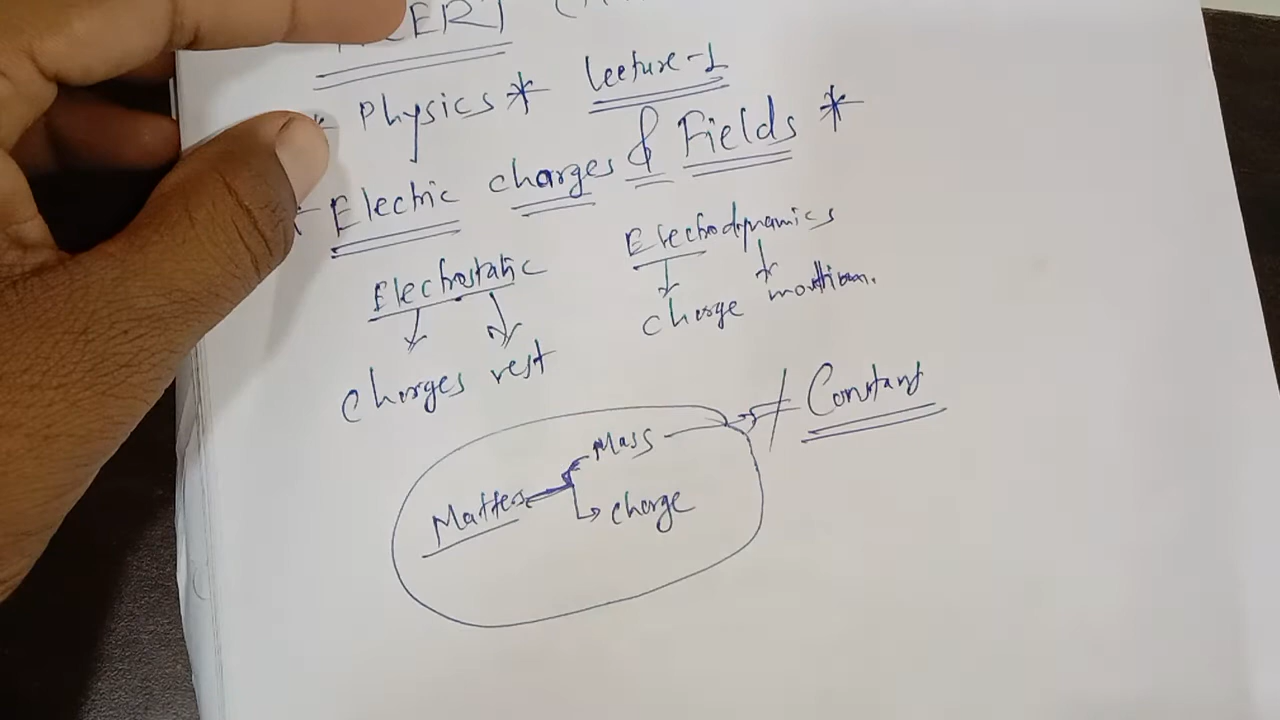 * Physics * Lecture-1
* Electric charges & Fields *
Electrostatic Electrodynamics
charges rest charge
Mass ≠ Constant
Matter
charge